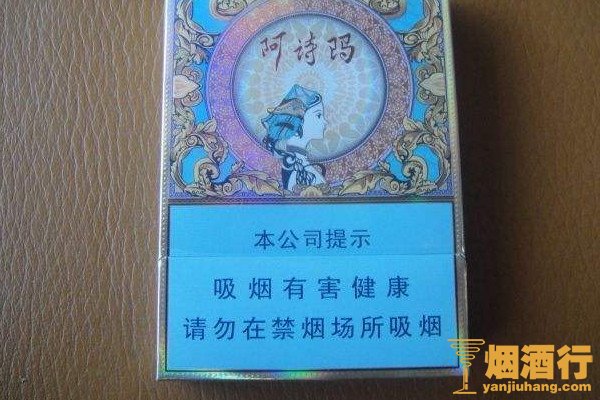 阿诗玛
本公司提示
吸烟有害健康
请勿在禁烟场所吸烟
烟酒行
yanjiuhang.com